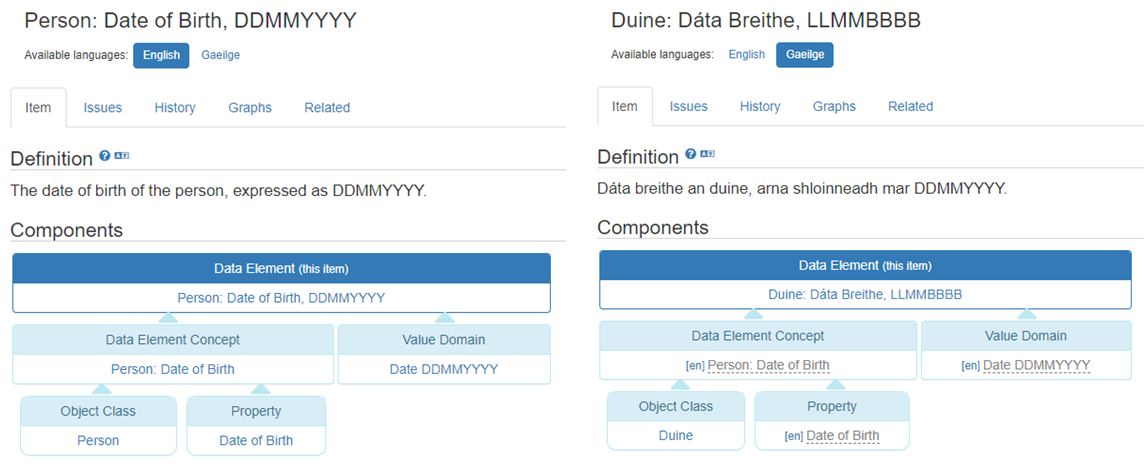 Person: Date of Birth, DDMMYYYY
Available languages: English Gaeilge
Item Issues History Graphs Related
Definition
The date of birth of the person, expressed as DDMMYYYY.
Components
Data Element (this item)
Person: Date of Birth, DDMMYYYY
Data Element Concept Value Domain
Person: Date of Birth Date DDMMYYYY
Object Class Property
Person Date of Birth
Duine: Dáta Breithe, LLMMBBBB
Available languages: English Gaeilge
Item Issues History Graphs Related
Definition
Dáta breithe an duine, arna shloinneadh mar DDMMYYYY.
Components
Data Element (this item)
Duine: Dáta Breithe, LLMMBBBB
Data Element Concept Value Domain
[en] Person: Date of Birth [en] Date DDMMYYYY
Object Class Property
Duine [en] Date of Birth